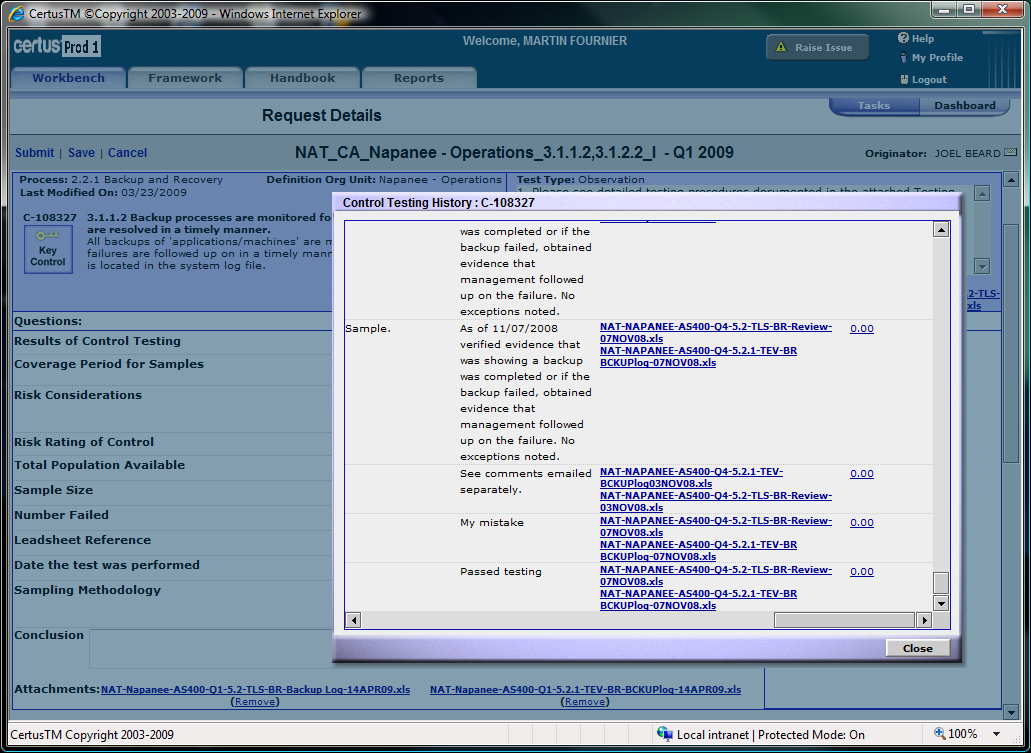 CertusTM ©Copyright 2003-2009 - Windows Internet Explorer
certus Prod 1
Welcome, MARTIN FOURNIER
Raise Issue
Help
My Profile
Logout
Workbench
Framework
Handbook
Reports
Tasks
Dashboard
Request Details
Submit | Save | Cancel
NAT_CA_Napanee - Operations_3.1.1.2,3.1.2.2_I - Q1 2009
Originator: JOEL BEARD
Process: 2.2.1 Backup and Recovery
Definition Org Unit: Napanee - Operations
Test Type: Observation
Last Modified On: 03/23/2009
1. Please see detailed testing procedures documented in the attached Testing
C-108327
3.1.1.2 Backup processes are monitored fo
are resolved in a timely manner.
All backups of 'applications/machines' are m
failures are followed up on in a timely mann
is located in the system log file.
Key
Control
2-TLS-
xls
Questions:
Results of Control Testing
Coverage Period for Samples
Risk Considerations
Risk Rating of Control
Total Population Available
Sample Size
Number Failed
Leadsheet Reference
Date the test was performed
Sampling Methodology
Conclusion
Attachments:
NAT-Napanee-AS400-Q1-5.2-TLS-BR-Backup Log-14APR09.xls
(Remove)
NAT-Napanee-AS400-Q1-5.2.1-TEV-BR-BCKUPlog-14APR09.xls
(Remove)
Control Testing History : C-108327
was completed or if the
backup failed, obtained
evidence that
management followed
up on the failure. No
exceptions noted.
Sample.
As of 11/07/2008
verified evidence that
was showing a backup
was completed or if the
backup failed, obtained
evidence that
management followed
up on the failure. No
exceptions noted.
NAT-NAPANEE-AS400-Q4-5.2-TLS-BR-Review-
07NOV08.xls
NAT-NAPANEE-AS400-Q4-5.2.1-TEV-BR
BCKUPlog-07NOV08.xls
0.00
See comments emailed
separately.
NAT-NAPANEE-AS400-Q4-5.2.1-TEV-
BCKUPlog03NOV08.xls
NAT-NAPANEE-AS400-Q4-5.2-TLS-BR-Review-
03NOV08.xls
0.00
My mistake
NAT-NAPANEE-AS400-Q4-5.2-TLS-BR-Review-
07NOV08.xls
NAT-NAPANEE-AS400-Q4-5.2.1-TEV-BR
BCKUPlog-07NOV08.xls
0.00
Passed testing
NAT-NAPANEE-AS400-Q4-5.2-TLS-BR-Review-
07NOV08.xls
NAT-NAPANEE-AS400-Q4-5.2.1-TEV-BR
BCKUPlog-07NOV08.xls
0.00
Close
CertusTM Copyright 2003-2009
Local intranet | Protected Mode: On
100%